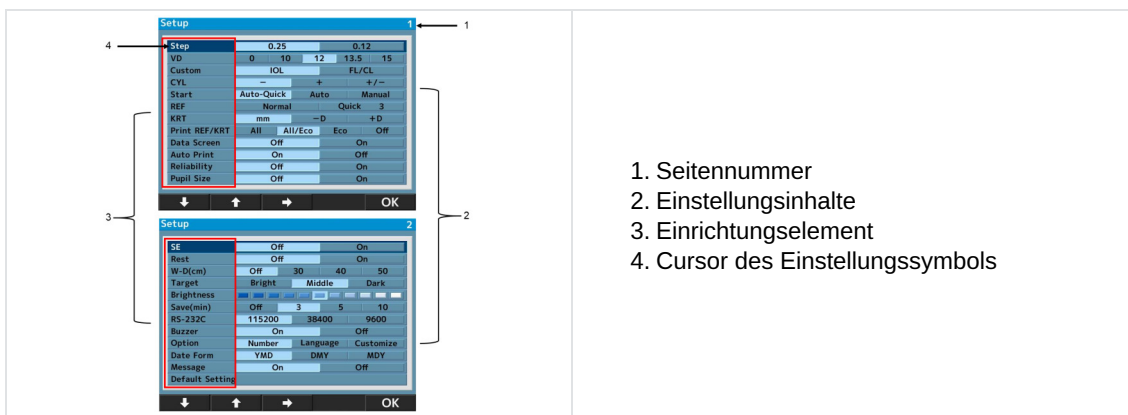 Setup 1
1
4
Step 0.25 0.12
VD 0 10 12 13.5 15
Custom IOL FL/CL
CYL − + +/−
Start Auto-Quick Auto Manual
REF Normal Quick 3
KRT mm −D +D
Print REF/KRT All All/Eco Eco Off
Data Screen Off On
Auto Print On Off
Reliability Off On
Pupil Size Off On
OK
3
2
Setup 2
SE Off On
Rest Off On
W-D(cm) Off 30 40 50
Target Bright Middle Dark
Brightness
Save(min) Off 3 5 10
RS-232C 115200 38400 9600
Buzzer On Off
Option Number Language Customize
Date Form YMD DMY MDY
Message On Off
Default Setting
OK
1. Seitennummer
2. Einstellungsinhalte
3. Einrichtungselement
4. Cursor des Einstellungssymbols